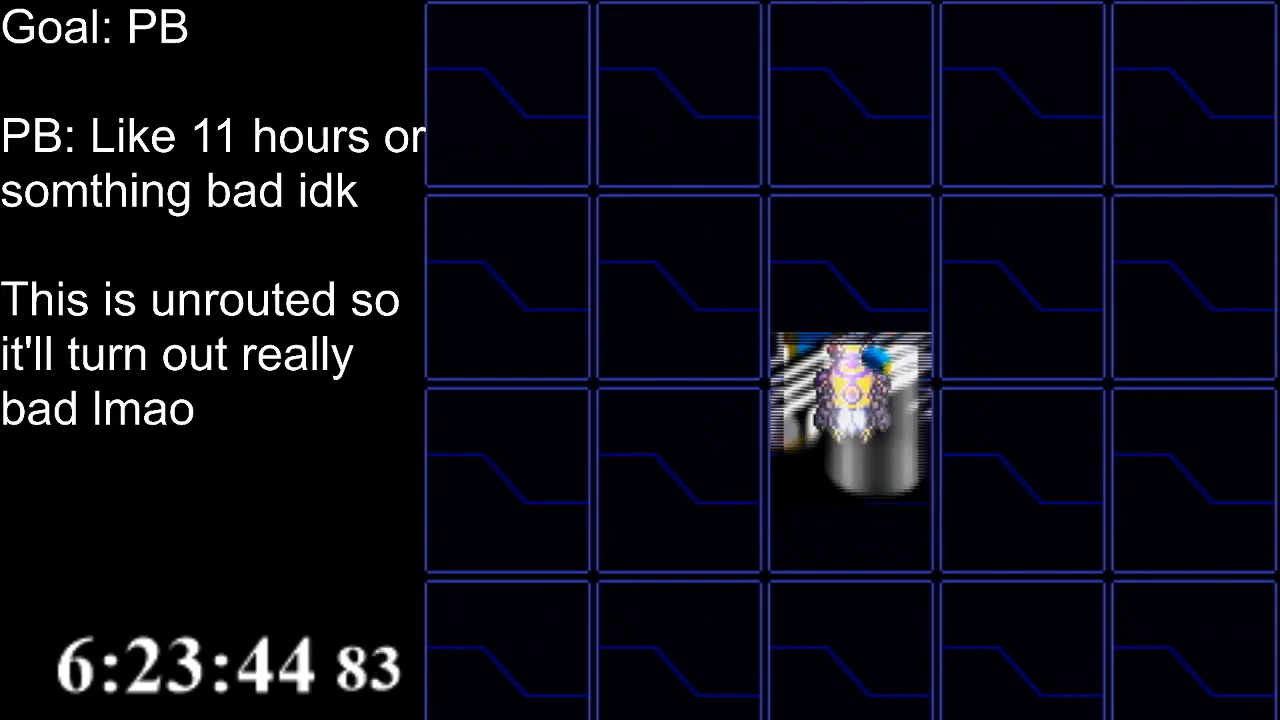 Goal: PB
PB: Like 11 hours or
somthing bad idk
This is unrouted so
it'll turn out really
bad lmao
6:23:44 83